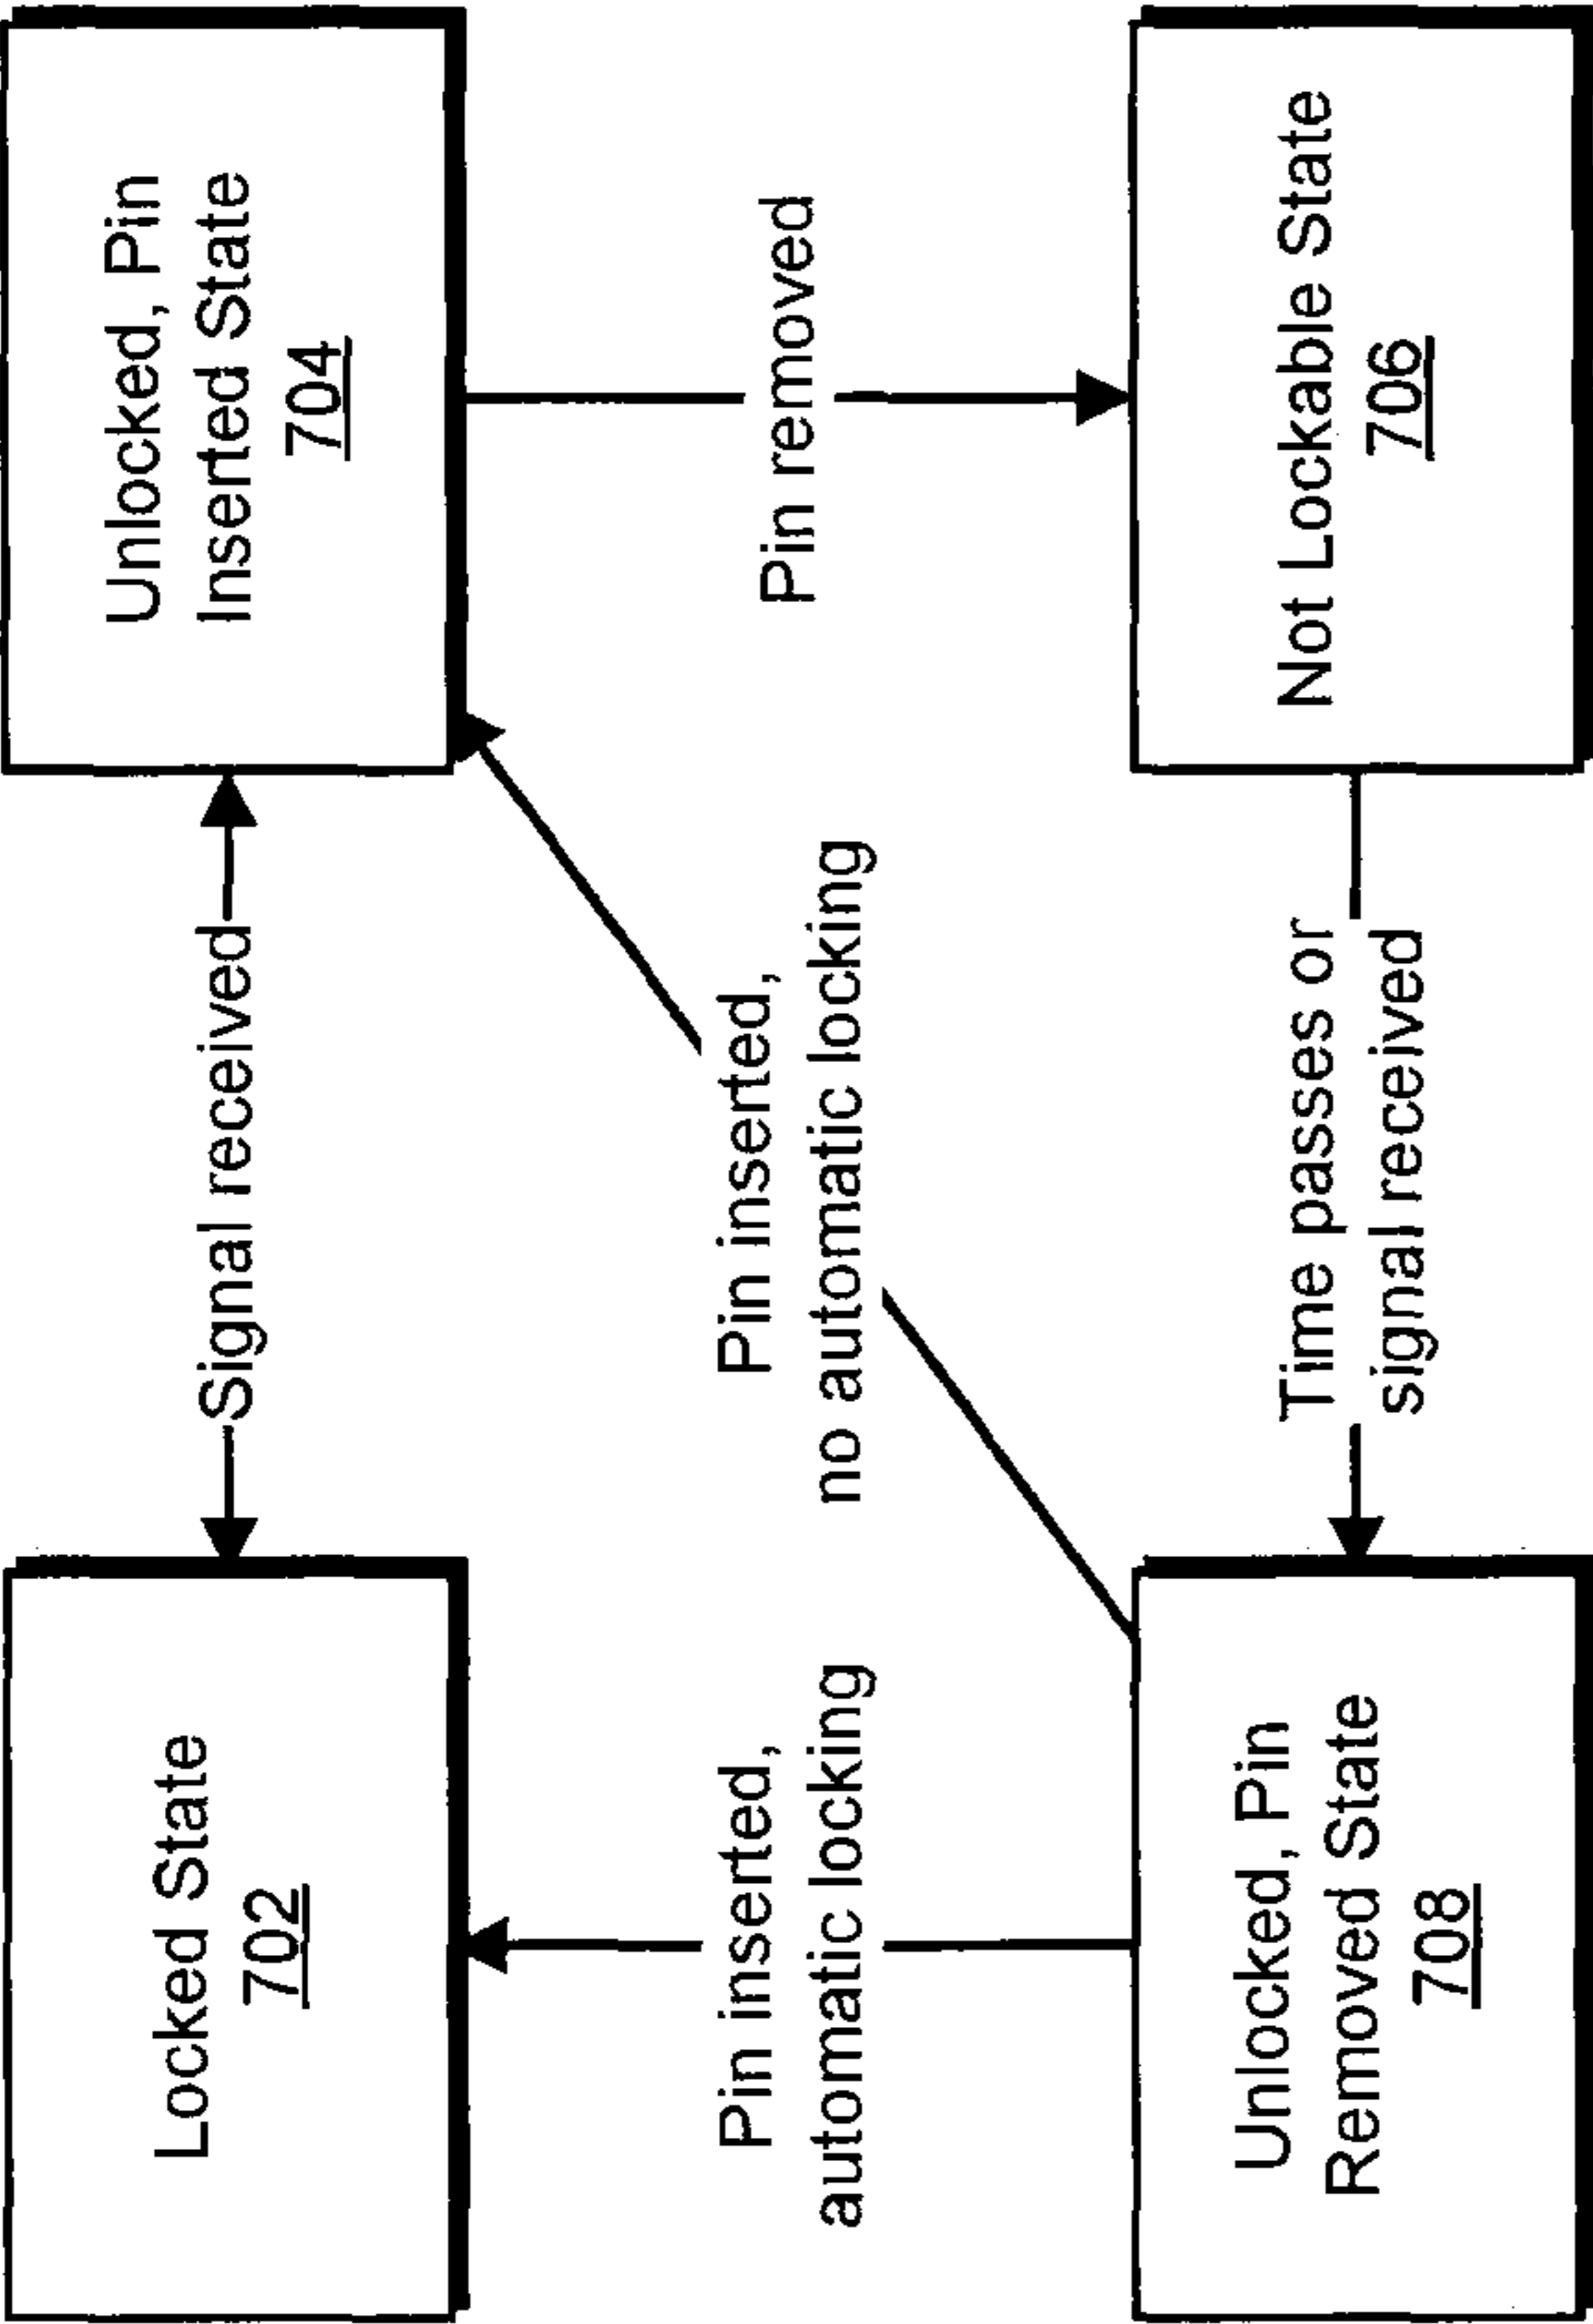 Locked State
702
Signal received
Unlocked, Pin
Inserted State
704
Pin inserted,
automatic locking
Pin inserted,
no automatic locking
Pin removed
Unlocked, Pin
Removed State
708
Time passes or
signal received
Not Lockable State
706